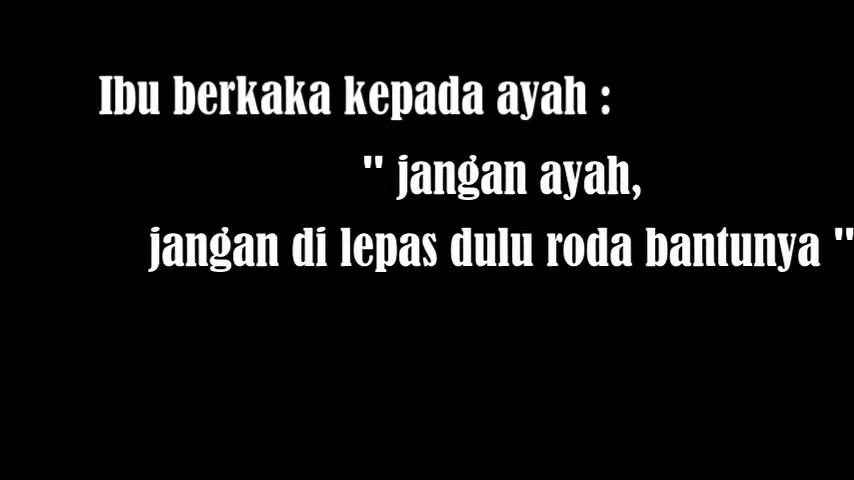 Ibu berkaka kepada ayah :
" jangan ayah,
jangan di lepas dulu roda bantunya "